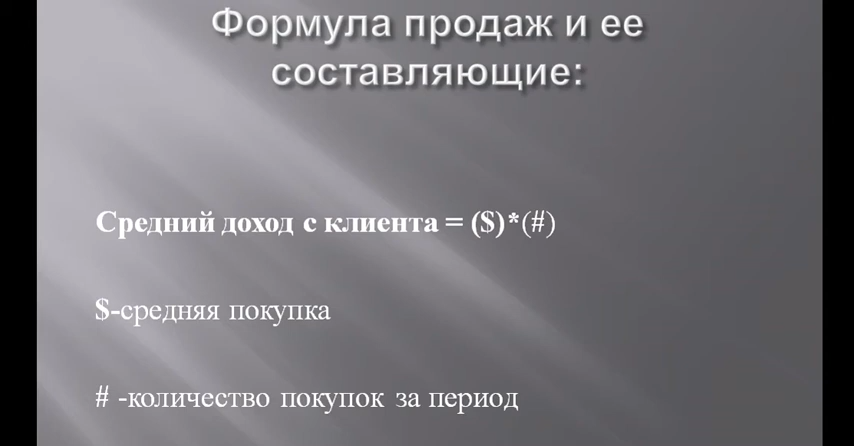 Формула продаж и ее
составляющие:
Средний доход с клиента = ($)*(#)
$-средняя покупка
# -количество покупок за период